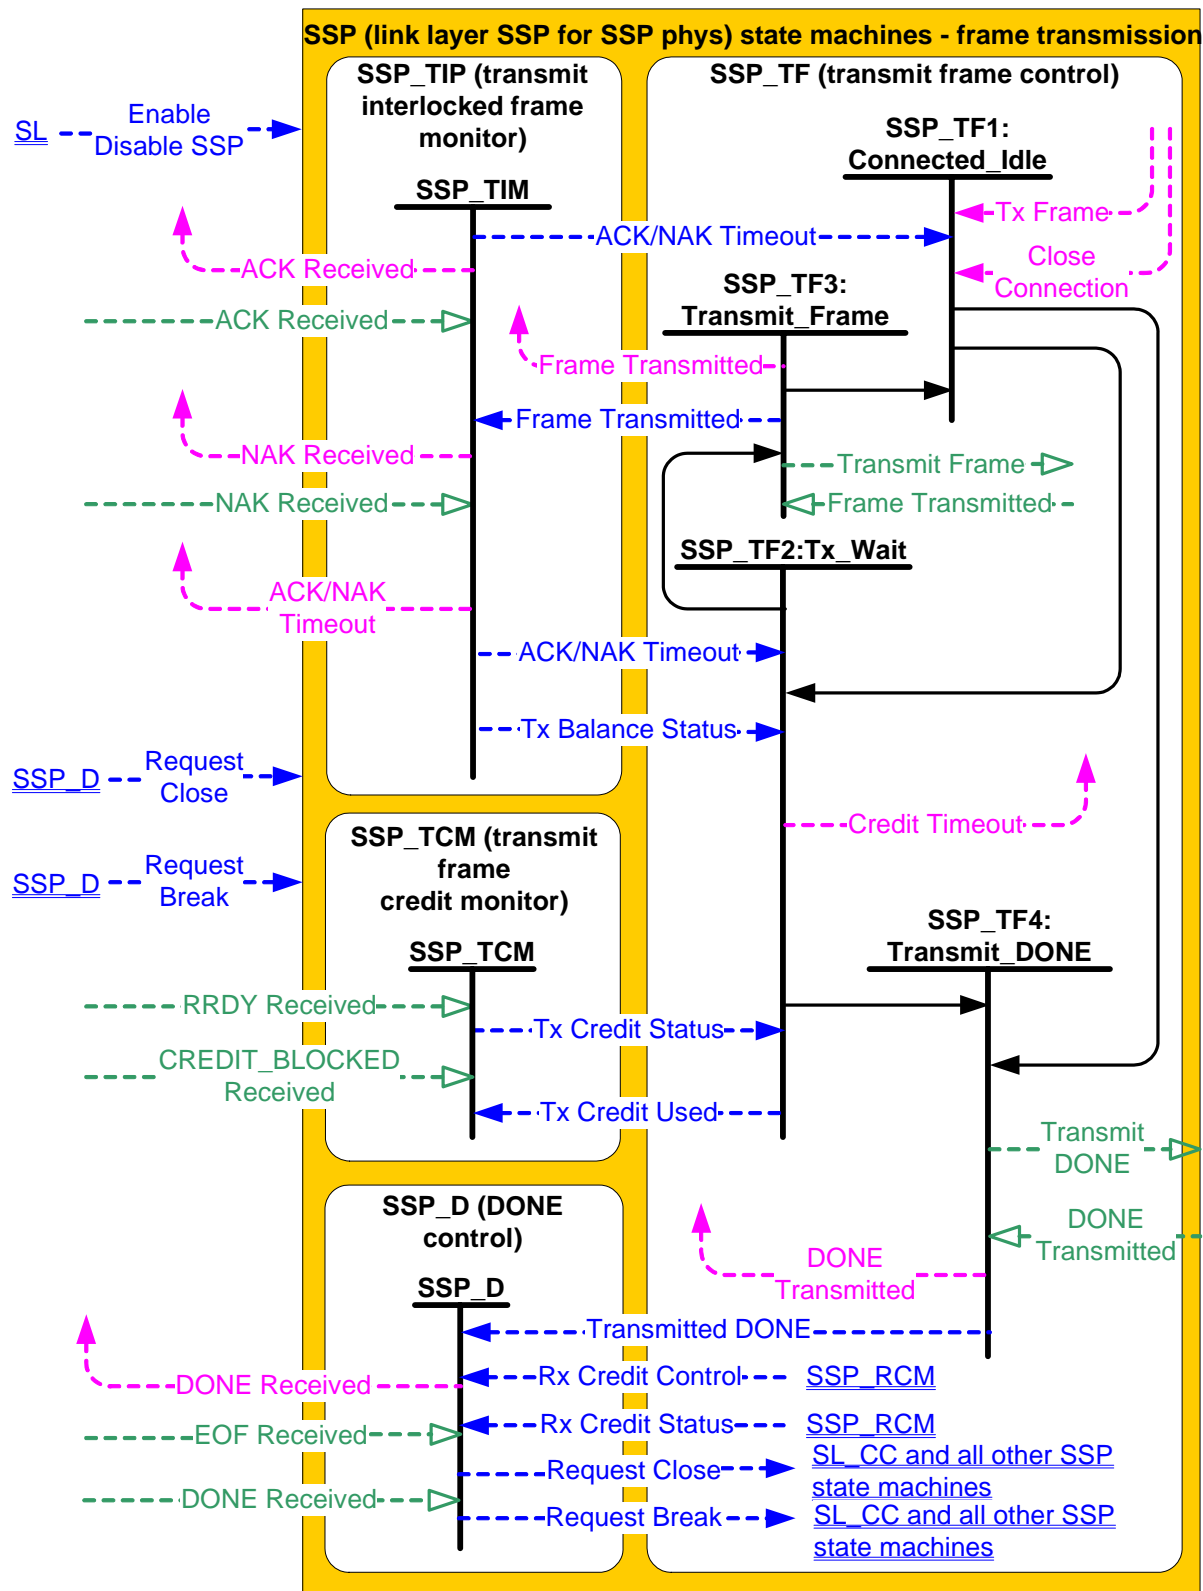 SSP (link layer SSP for SSP phys) state machines - frame transmission
SSP_TIP (transmit
interlocked frame
monitor)
SSP_TF (transmit frame control)
SL
Enable
Disable SSP
SSP_TF1:
Connected_Idle
SSP_TIM
Tx Frame
ACK/NAK Timeout
ACK Received
Close
Connection
SSP_TF3:
Transmit_Frame
ACK Received
Frame Transmitted
Frame Transmitted
NAK Received
Transmit Frame
NAK Received
Frame Transmitted
SSP_TF2:Tx_Wait
ACK/NAK
Timeout
ACK/NAK Timeout
Tx Balance Status
SSP_D
Request
Close
Credit Timeout
SSP_TCM (transmit
frame
credit monitor)
SSP_D
Request
Break
SSP_TF4:
Transmit_DONE
SSP_TCM
RRDY Received
Tx Credit Status
CREDIT_BLOCKED
Received
Tx Credit Used
Transmit
DONE
SSP_D (DONE
control)
DONE
Transmitted
DONE
Transmitted
SSP_D
Transmitted DONE
Rx Credit Control
SSP_RCM
DONE Received
Rx Credit Status
SSP_RCM
EOF Received
Request Close
SL_CC and all other SSP
state machines
DONE Received
Request Break
SL_CC and all other SSP
state machines